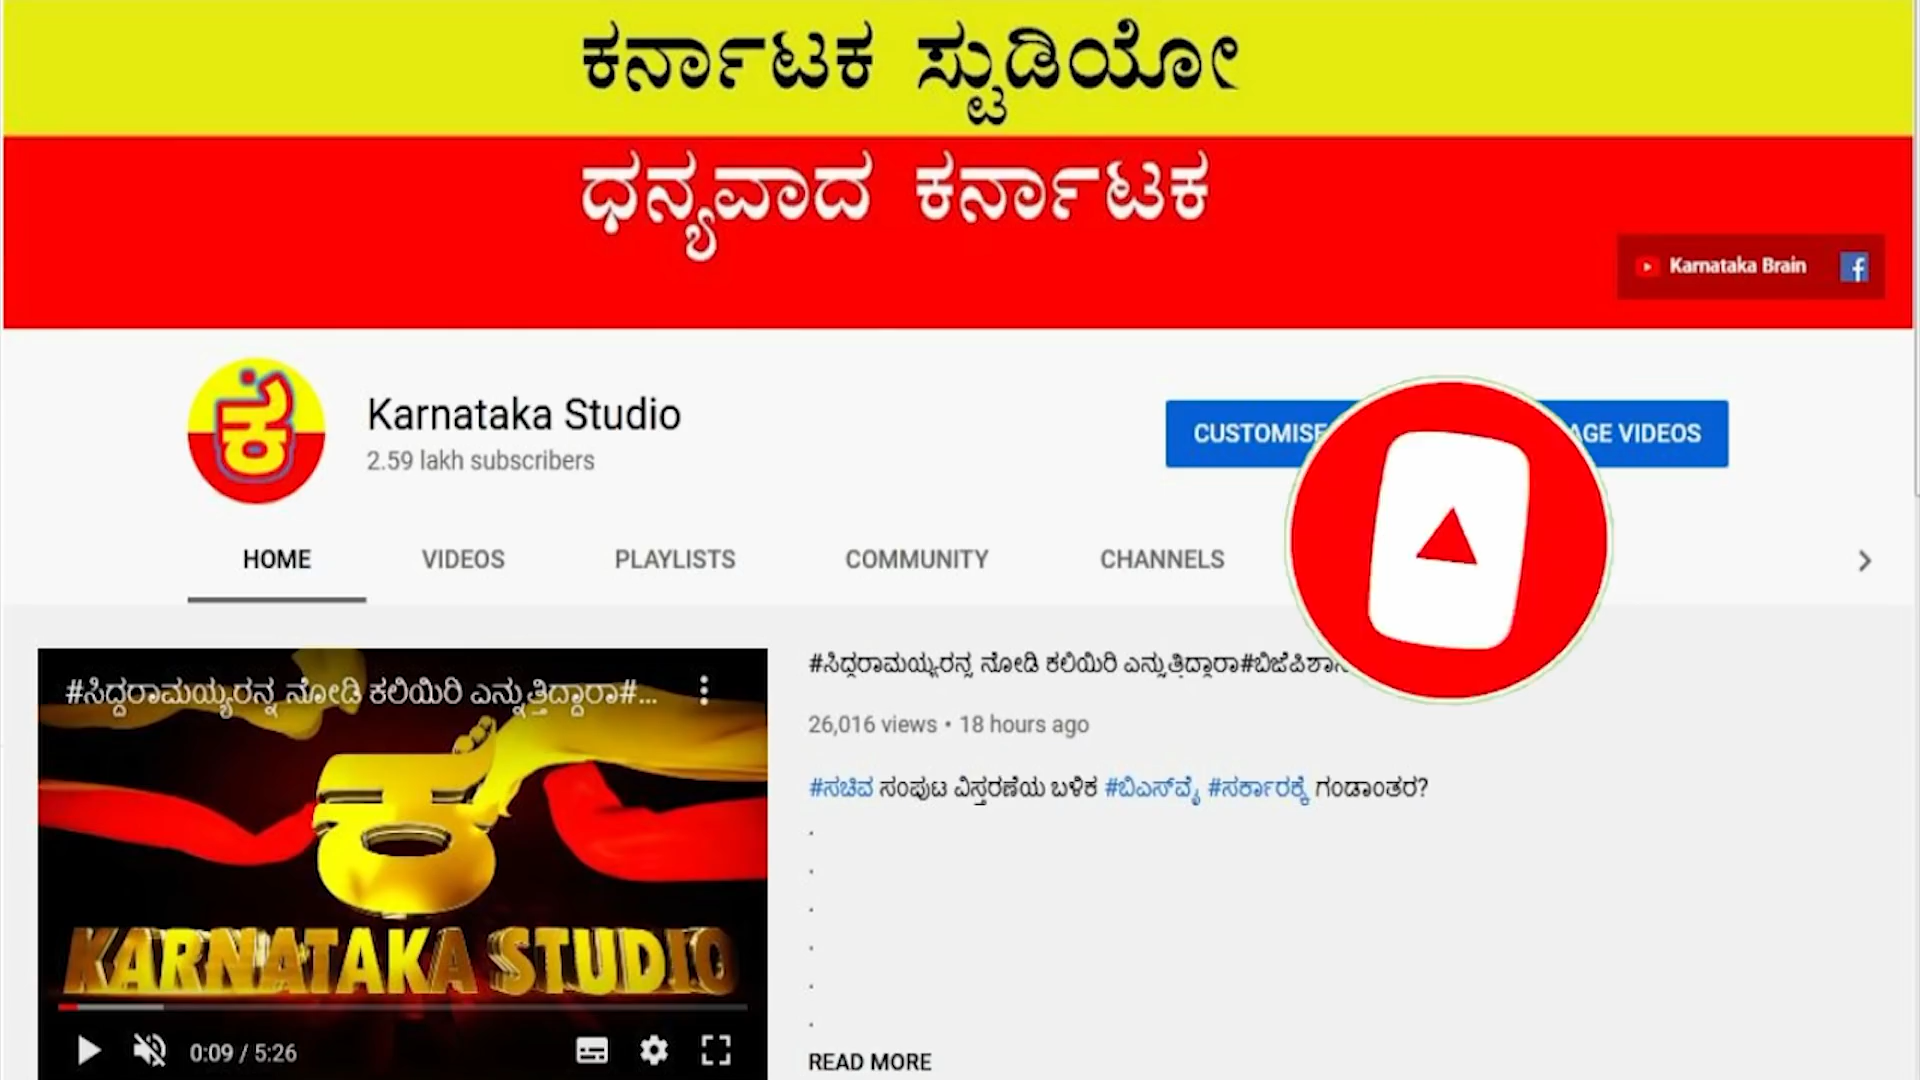 ಕರ್ನಾಟಕ ಸ್ಟುಡಿಯೋ
ಧನ್ಯವಾದ ಕರ್ನಾಟಕ
Karnataka Brain
ಕ
Karnataka Studio
2.59 lakh subscribers
CUSTOMISE
AGE VIDEOS
HOME VIDEOS PLAYLISTS COMMUNITY CHANNELS
#ಸಿದ್ದರಾಮಯ್ಯರನ್ನ ನೋಡಿ ಕಲಿಯಿರಿ ಎನ್ನುತ್ತಿದ್ದಾರಾ#...
ಕ
KARNATAKA STUDIO
0:09 / 5:26
#ಸಿದ್ದರಾಮಯ್ಯರನ್ನ ನೋಡಿ ಕಲಿಯಿರಿ ಎನ್ನುತ್ತಿದ್ದಾರಾ#ಬಿಜೆಪಿಶಾಸ
26,016 views • 18 hours ago
#ಸಚಿವ ಸಂಪುಟ ವಿಸ್ತರಣೆಯ ಬಳಿಕ #ಬಿಎಸ್‌ವೈ #ಸರ್ಕಾರಕ್ಕೆ ಗಂಡಾಂತರ?
.
.
.
.
.
.
READ MORE